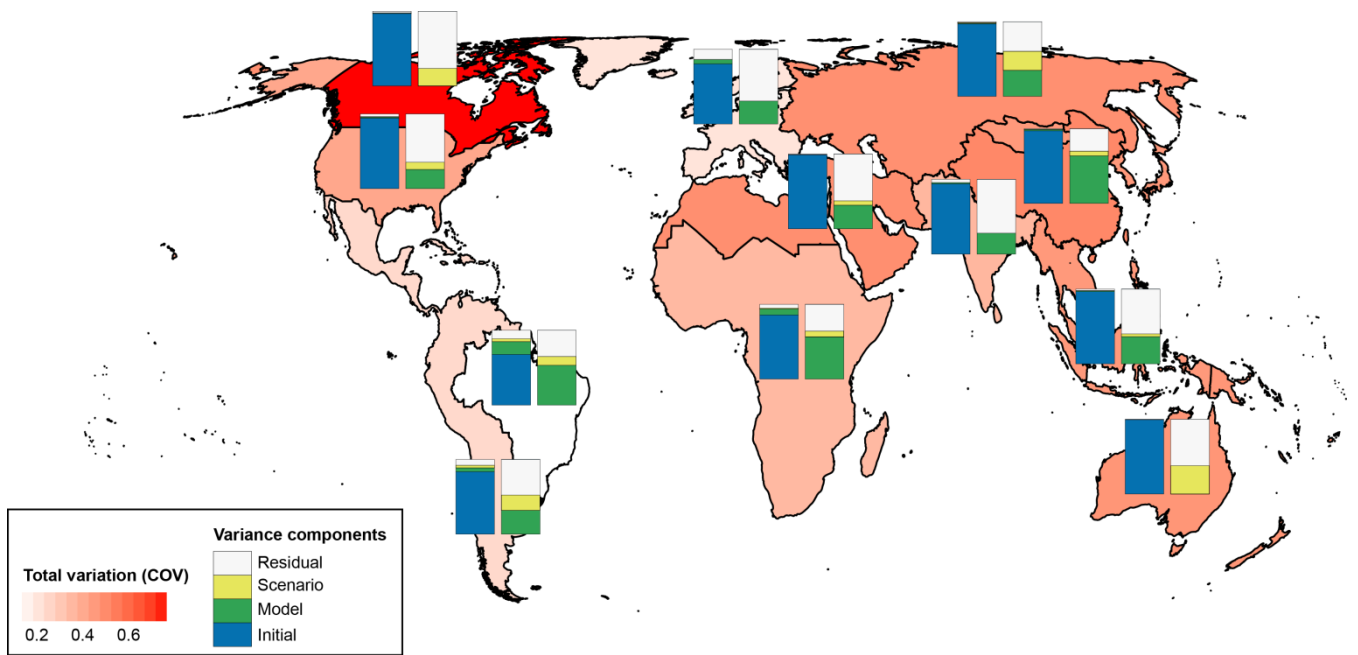 Variance components
Residual
Scenario
Model
Initial
Total variation (COV)
0.2 0.4 0.6